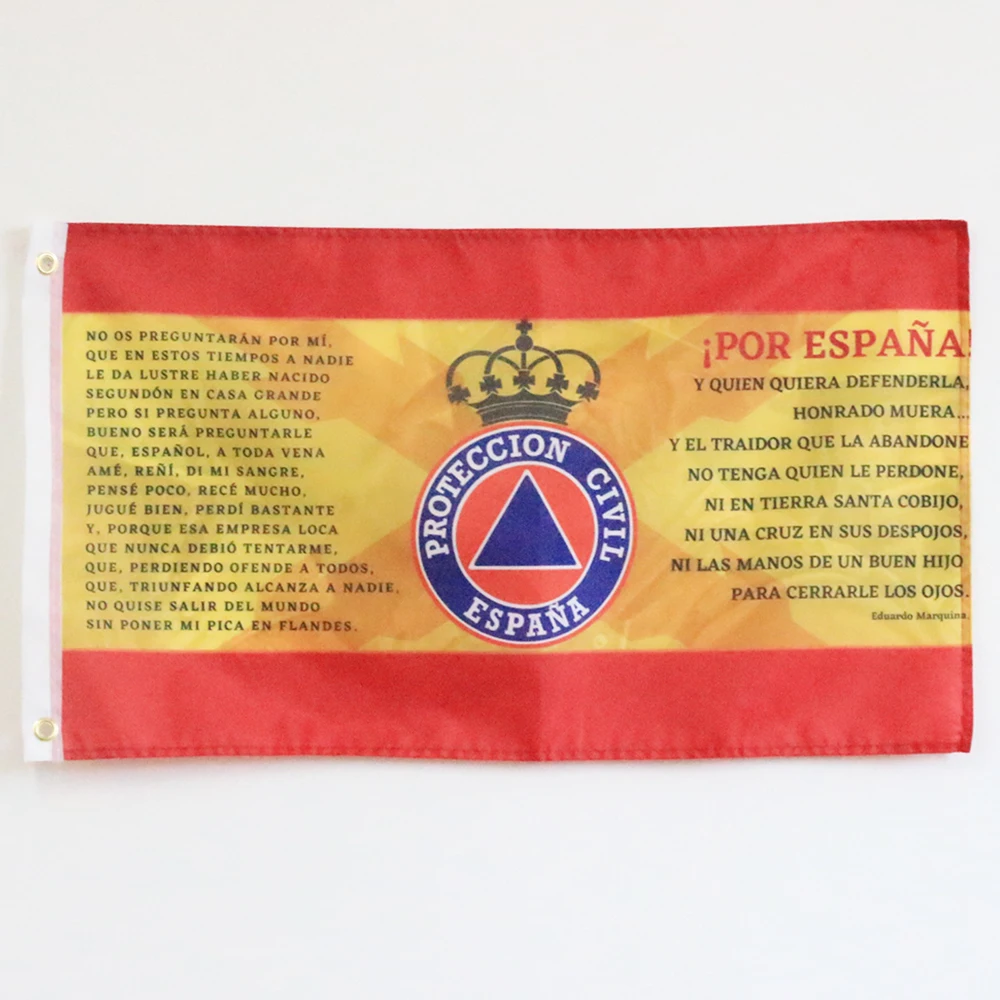 NO OS PREGUNTARÁN POR MÍ,
QUE EN ESTOS TIEMPOS A NADIE
LE DA LUSTRE HABER NACIDO
SEGUNDÓN EN CASA GRANDE
PERO SI PREGUNTA ALGUNO,
BUENO SERÁ PREGUNTARLE
QUE, ESPAÑOL, A TODA VENA
AMÉ, REÑÍ, DI MI SANGRE,
PENSÉ POCO, RECÉ MUCHO,
JUGUÉ BIEN, PERDÍ BASTANTE
Y, PORQUE ESA EMPRESA LOCA
QUE NUNCA DEBIÓ TENTARME,
QUE, PERDIENDO OFENDE A TODOS,
QUE, TRIUNFANDO ALCANZA A NADIE,
NO QUISE SALIR DEL MUNDO
SIN PONER MI PICA EN FLANDES.
PROTECCION CIVIL
ESPAÑA
¡POR ESPAÑA!
Y QUIEN QUIERA DEFENDERLA,
HONRADO MUERA...
Y EL TRAIDOR QUE LA ABANDONE
NO TENGA QUIEN LE PERDONE,
NI EN TIERRA SANTA COBIJO,
NI UNA CRUZ EN SUS DESPOJOS,
NI LAS MANOS DE UN BUEN HIJO
PARA CERRARLE LOS OJOS.
Eduardo Marquina